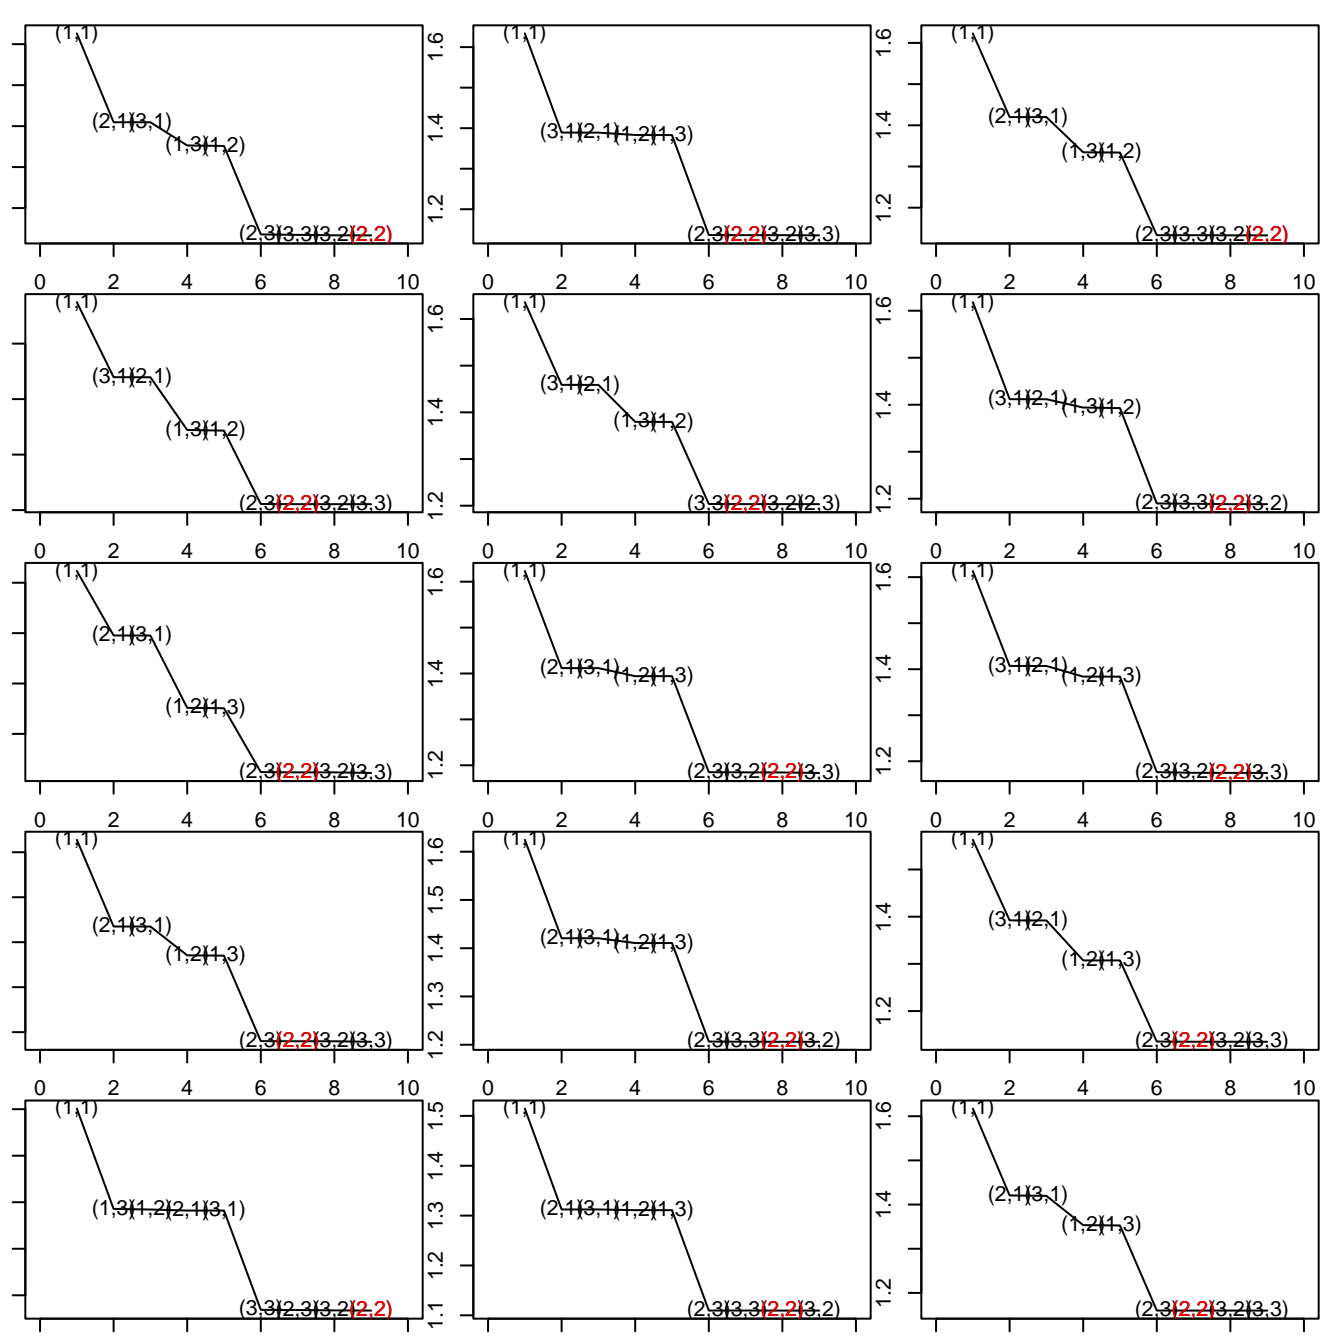 (1,1) 1.6 (1,1) 1.6 (1,1)
(2,1) (3,1) 1.4 (3,1) (2,1) (1,2) (1,3) 1.4 (2,1) (3,1)
(1,3) (1,2) (1,3) (1,2)
(2,3) (3,3) (3,2) (2,2) 1.2 (2,3) (2,2) (3,2) (3,3) 1.2 (2,3) (3,3) (3,2) (2,2)
0 2 4 6 8 10 0 2 4 6 8 10 0 2 4 6 8 10
(1,1) 1.6 (1,1) 1.6 (1,1)
(3,1) (2,1) 1.4 (3,1) (2,1) 1.4 (3,1) (2,1) (1,3) (1,2)
(1,3) (1,2) (1,3) (1,2)
(2,3) (2,2) (3,2) (3,3) 1.2 (3,3) (2,2) (3,2) (2,3) 1.2 (2,3) (3,3) (2,2) (3,2)
0 2 4 6 8 10 0 2 4 6 8 10 0 2 4 6 8 10
(1,1) 1.6 (1,1) 1.6 (1,1)
(2,1) (3,1) 1.4 (2,1) (3,1) (1,2) (1,3) 1.4 (3,1) (2,1) (1,2) (1,3)
(1,2) (1,3)
(2,3) (2,2) (3,2) (3,3) 1.2 (2,3) (3,2) (2,2) (3,3) 1.2 (2,3) (3,2) (2,2) (3,3)
0 2 4 6 8 10 0 2 4 6 8 10 0 2 4 6 8 10
(1,1) 1.6 (1,1) (1,1)
1.5
(2,1) (3,1) 1.4 (2,1) (3,1) (1,2) (1,3) 1.4 (3,1) (2,1)
(1,2) (1,3) 1.3 (1,2) (1,3)
(2,3) (2,2) (3,2) (3,3) 1.2 (2,3) (3,3) (2,2) (3,2) 1.2 (2,3) (2,2) (3,2) (3,3)
0 2 4 6 8 10 0 2 4 6 8 10 0 2 4 6 8 10
(1,1) 1.5 (1,1) 1.6 (1,1)
1.4
(1,3) (1,2) (2,1) (3,1) 1.3 (2,1) (3,1) (1,2) (1,3) 1.4 (2,1) (3,1)
1.2 (1,2) (1,3)
(3,3) (2,3) (3,2) (2,2) 1.1 (2,3) (3,3) (2,2) (3,2) 1.2 (2,3) (2,2) (3,2) (3,3)